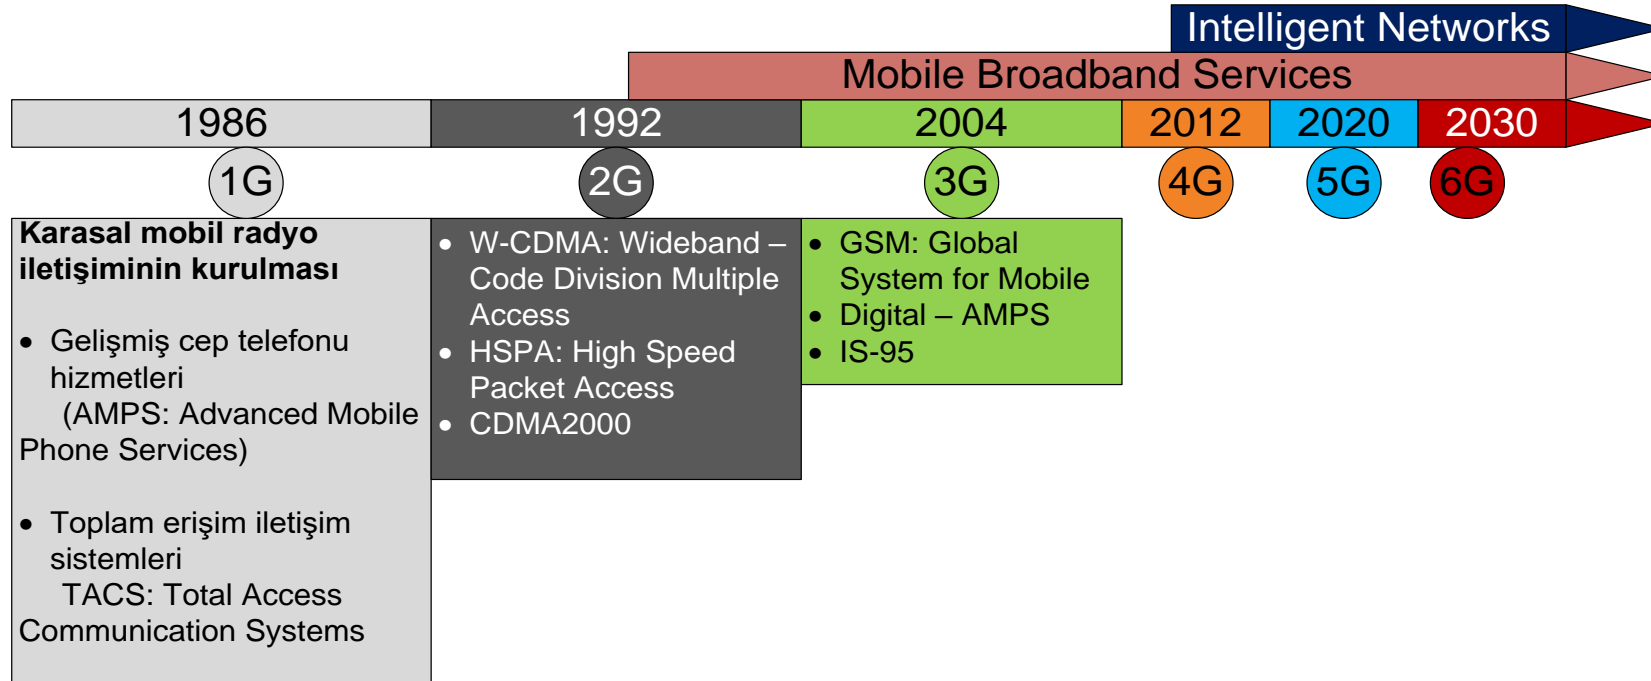 Intelligent Networks
Mobile Broadband Services
1986
1992
2004
2012
2020
2030
1G
2G
3G
4G
5G
6G
Karasal mobil radyo
iletişiminin kurulması
• Gelişmiş cep telefonu
hizmetleri
(AMPS: Advanced Mobile
Phone Services)
• Toplam erişim iletişim
sistemleri
TACS: Total Access
Communication Systems
• W-CDMA: Wideband –
Code Division Multiple
Access
• HSPA: High Speed
Packet Access
• CDMA2000
• GSM: Global
System for Mobile
• Digital – AMPS
• IS-95